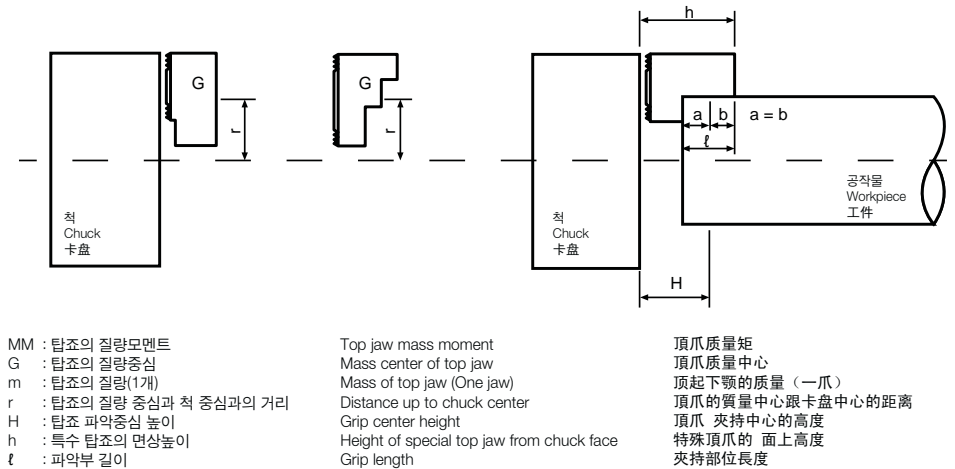 h
G
G
r
r
a
b
a = b
ℓ
척
Chuck
卡盘
척
Chuck
卡盘
공작물
Workpiece
工件
H
MM : 탑죠의 질량모멘트 Top jaw mass moment 頂爪质量矩
G : 탑죠의 질량중심 Mass center of top jaw 頂爪质量中心
m : 탑죠의 질량(1개) Mass of top jaw (One jaw) 顶起下颚的质量（一爪）
r : 탑죠의 질량 중심과 척 중심과의 거리 Distance up to chuck center 頂爪的質量中心跟卡盘中心的距离
H : 탑죠 파악중심 높이 Grip center height 頂爪 夾持中心的高度
h : 특수 탑죠의 면상높이 Height of special top jaw from chuck face 特殊頂爪的 面上高度
ℓ : 파악부 길이 Grip length 夾持部位長度